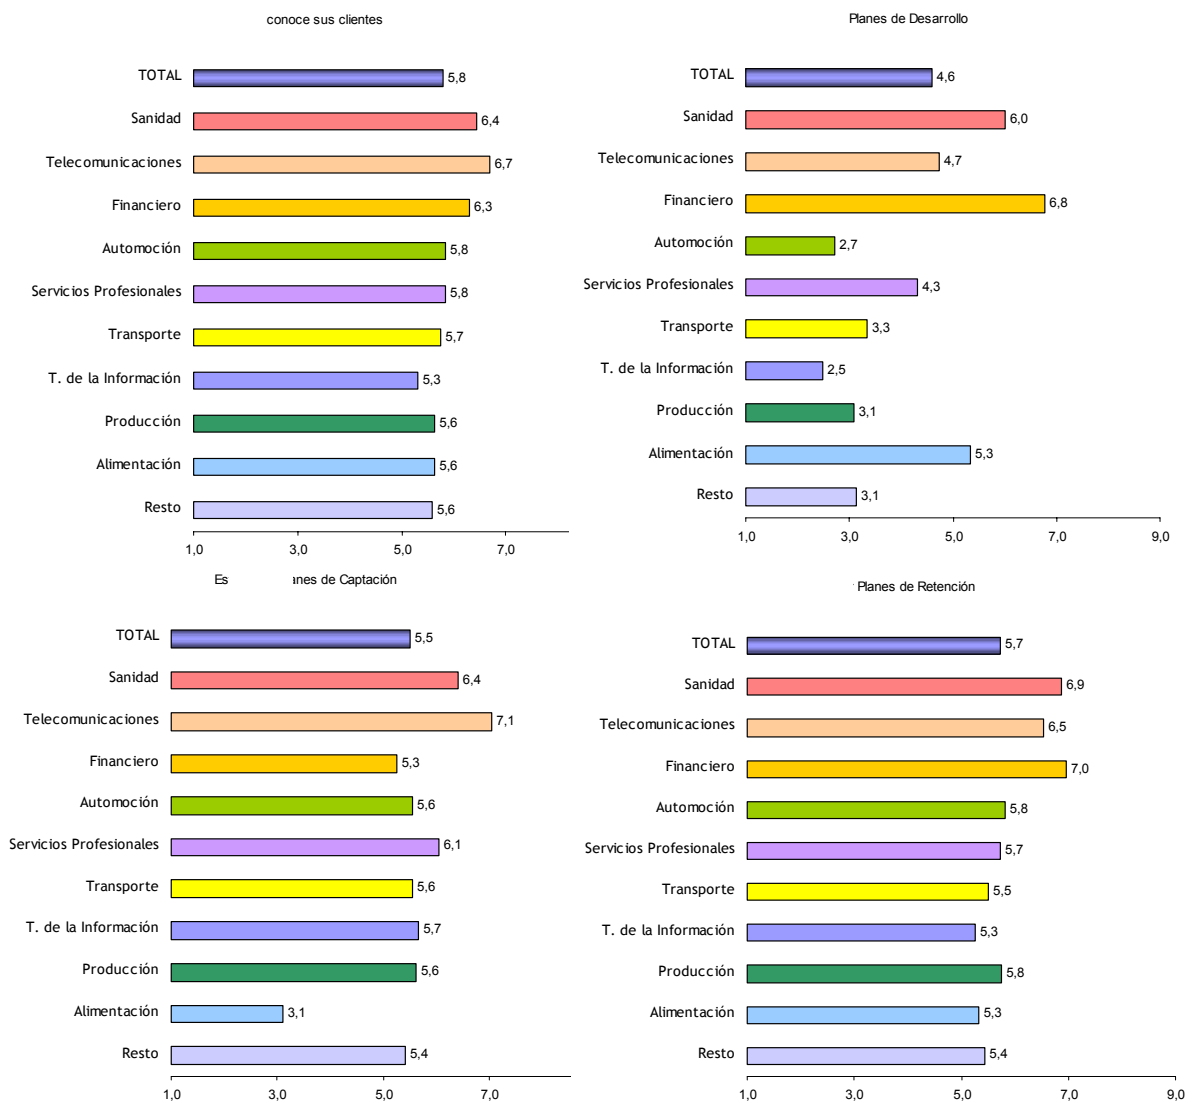 conoce sus clientes
TOTAL 5,8
Sanidad 6,4
Telecomunicaciones 6,7
Financiero 6,3
Automoción 5,8
Servicios Profesionales 5,8
Transporte 5,7
T. de la Información 5,3
Producción 5,6
Alimentación 5,6
Resto 5,6
1,0 3,0 5,0 7,0
Planes de Desarrollo
TOTAL 4,6
Sanidad 6,0
Telecomunicaciones 4,7
Financiero 6,8
Automoción 2,7
Servicios Profesionales 4,3
Transporte 3,3
T. de la Información 2,5
Producción 3,1
Alimentación 5,3
Resto 3,1
1,0 3,0 5,0 7,0 9,0
Es anes de Captación
TOTAL 5,5
Sanidad 6,4
Telecomunicaciones 7,1
Financiero 5,3
Automoción 5,6
Servicios Profesionales 6,1
Transporte 5,6
T. de la Información 5,7
Producción 5,6
Alimentación 3,1
Resto 5,4
1,0 3,0 5,0 7,0
Planes de Retención
TOTAL 5,7
Sanidad 6,9
Telecomunicaciones 6,5
Financiero 7,0
Automoción 5,8
Servicios Profesionales 5,7
Transporte 5,5
T. de la Información 5,3
Producción 5,8
Alimentación 5,3
Resto 5,4
1,0 3,0 5,0 7,0 9,0